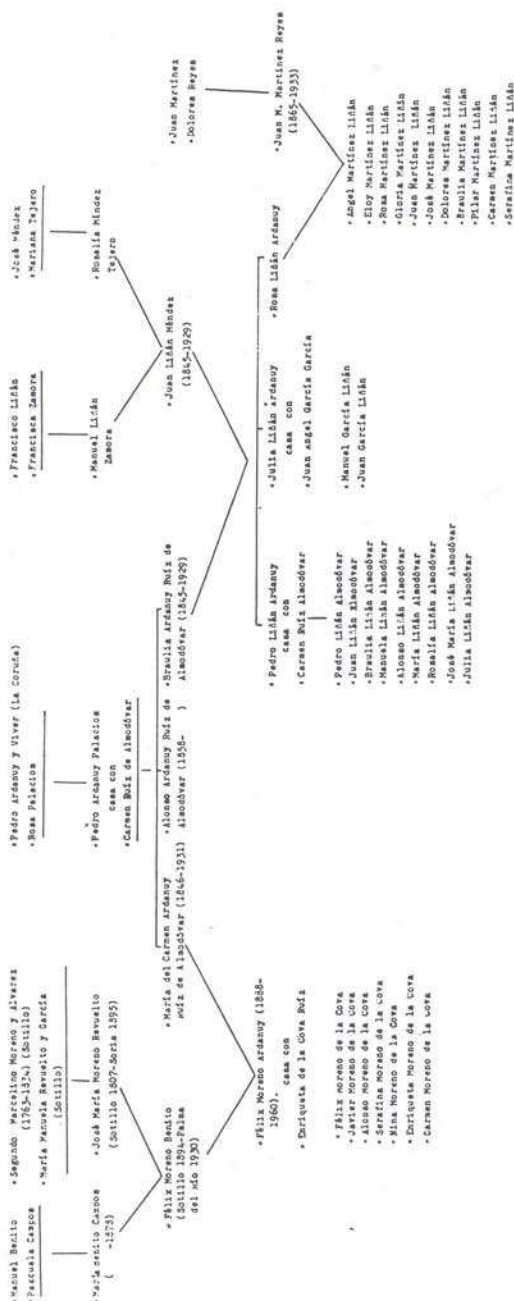 • Manuel Benito
• Pascuala Campos
• María Benito Campos
( -1878)
• Segundo Marcelino Moreno y Alvarez
(1763-1834) (Sotillo)
• María Manuela Revuelto y García
(Sotillo)
• José María Moreno Revuelto
(Sotillo 1807-Soria 1895)
• Félix Moreno Benito
(Sotillo 1894-Palma
del Río 1930)
• Pedro Ardanuy y Viver (La Coruña)
• Rosa Palacios
• Pedro Ardanuy Palacios
casa con
• Carmen Ruiz de Almodóvar
• María del Carmen Ardanuy
Ruiz de Almodóvar (1846-1931)
• Alonso Ardanuy Ruiz de
Almodóvar (1858- )
• Braulia Ardanuy Ruiz de
Almodóvar (1845-1929)
• Francisco Liñán
• Francisca Zamora
• Manuel Liñán
Zamora
• José Méndez
• Mariana Tejero
• Rosalía Méndez
Tejero
• Juan Liñán Méndez
(1845-1929)
• Juan Martínez
• Dolores Reyes
• Juan M. Martínez Reyes
(1865-1933)
• Félix Moreno Ardanuy (1888-
1960). casa con
• Enriqueta de la Cova Ruíz
• Félix Moreno de la Cova
• Javier Moreno de la Cova
• Alonso Moreno de la Cova
• Serafina Moreno de la Cova
• Nina Moreno de la Cova
• Enriqueta Moreno de la Cova
• Carmen Moreno de la Cova
• Pedro Liñán Ardanuy
casa con
• Carmen Ruiz Almodóvar
• Pedro Liñán Almodóvar
• Juan Liñán Almodóvar
• Braulia Liñán Almodóvar
• Manuela Liñán Almodóvar
• Alonso Liñán Almodóvar
• María Liñán Almodóvar
• Rosalía Liñán Almodóvar
• José María Liñán Almodóvar
• Julia Liñán Almodóvar
• Julia Liñán Ardanuy
casa con
• Juan Angel García García
• Manuel García Liñán
• Juan García Liñán
• Rosa Liñán Ardanuy
• Angel Martínez Liñán
• Eloy Martínez Liñán
• Rosa Martínez Liñán
• Gloria Martínez Liñán
• Juan Martínez Liñán
• José Martínez Liñán
• Dolores Martínez Liñán
• Braulia Martínez Liñán
• Pilar Martínez Liñán
• Carmen Martínez Liñán
• Serafina Martínez Liñán